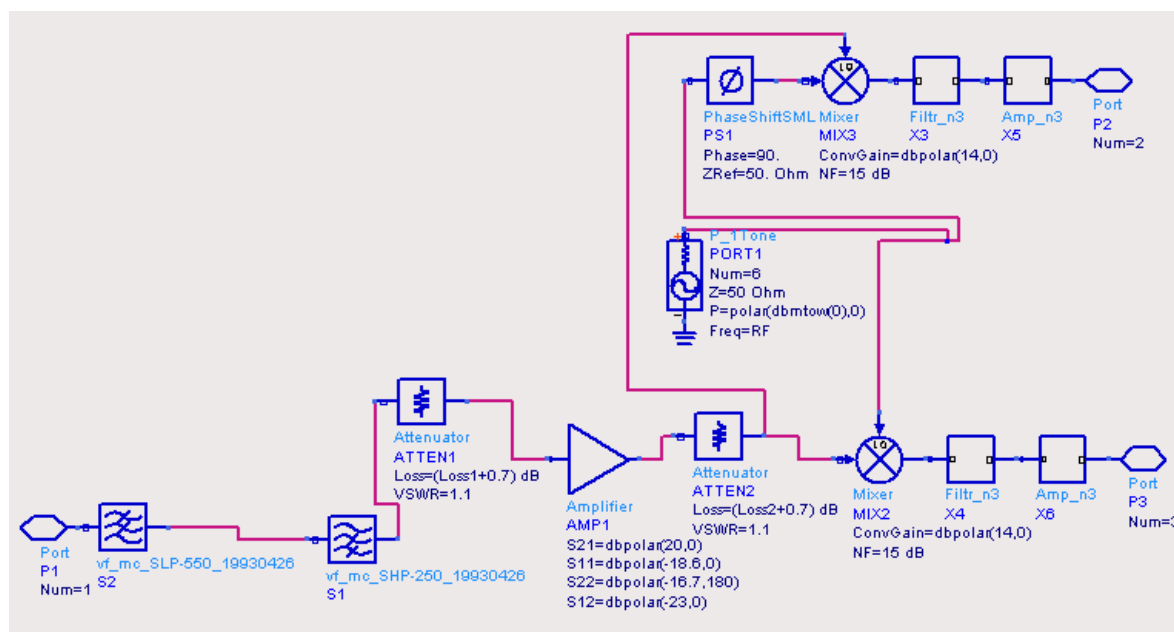 PhaseShiftSML
PS1
Phase=90.
ZRef=50. Ohm
LO
Mixer
MIX3
ConvGain=dbpolar(14,0)
NF=15 dB
Filtr_n3
X3
Amp_n3
X5
Port
P2
Num=2
P_1Tone
PORT1
Num=6
Z=50 Ohm
P=polar(dbmtow(0),0)
Freq=RF
Attenuator
ATTEN1
Loss=(Loss1+0.7) dB
VSWR=1.1
Port
P1
Num=1
vf_mc_SLP-550_19930426
S2
vf_mc_SHP-250_19930426
S1
Amplifier
AMP1
S21=dbpolar(20,0)
S11=dbpolar(-18.6,0)
S22=dbpolar(-16.7,180)
S12=dbpolar(-23,0)
Attenuator
ATTEN2
Loss=(Loss2+0.7) dB
VSWR=1.1
LO
Mixer
MIX2
ConvGain=dbpolar(14,0)
NF=15 dB
Filtr_n3
X4
Amp_n3
X6
Port
P3
Num=3